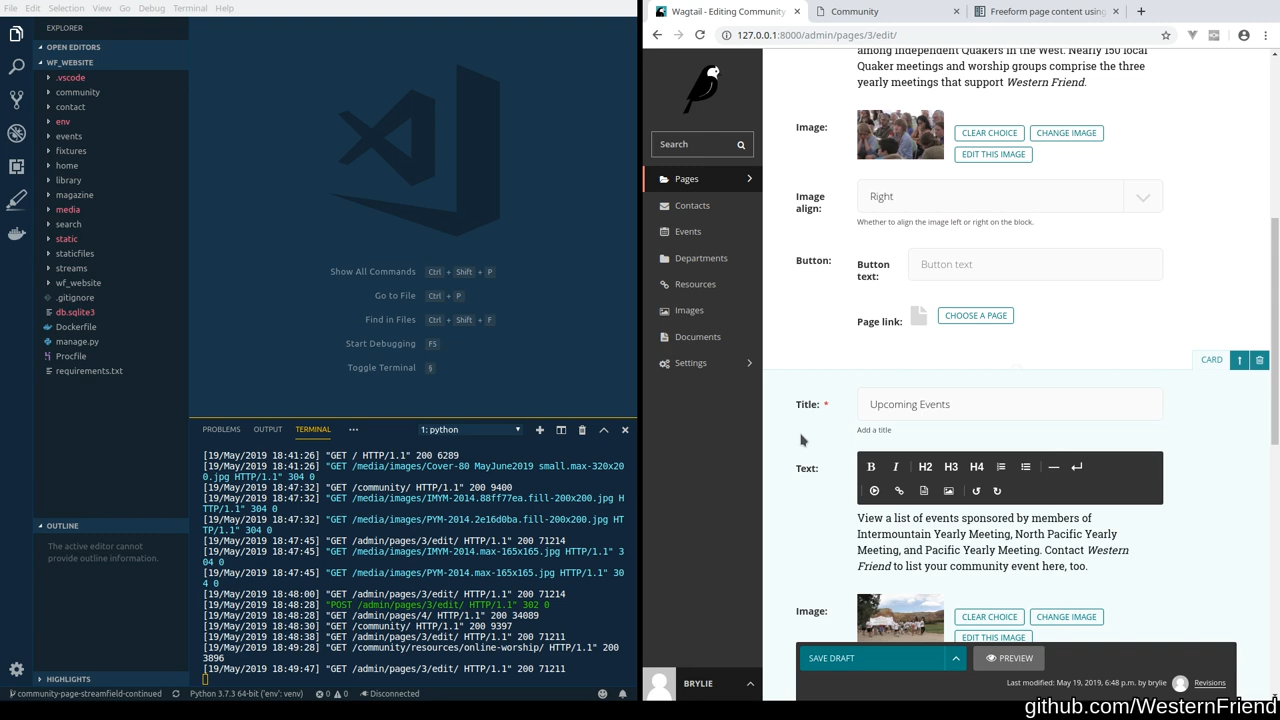 File Edit Selection View Go Debug Terminal Help
EXPLORER
OPEN EDITORS
WF_WEBSITE
.vscode
community
contact
env
events
fixtures
home
library
magazine
media
search
static
staticfiles
streams
wf_website
.gitignore
db.sqlite3
Dockerfile
manage.py
Procfile
requirements.txt
OUTLINE
The active editor cannot
provide outline information.
HIGHLIGHTS
Show All Commands Ctrl + Shift + P
Go to File Ctrl + P
Find in Files Ctrl + Shift + F
Start Debugging F5
Toggle Terminal Ctrl + §
PROBLEMS OUTPUT TERMINAL ••• 1: python
[19/May/2019 18:41:26] "GET / HTTP/1.1" 200 6289
[19/May/2019 18:41:26] "GET /media/images/Cover-80 MayJune2019 small.max-320x20
0.jpg HTTP/1.1" 304 0
[19/May/2019 18:47:32] "GET /community/ HTTP/1.1" 200 9400
[19/May/2019 18:47:32] "GET /media/images/IMYM-2014.88ff77ea.fill-200x200.jpg H
TTP/1.1" 304 0
[19/May/2019 18:47:32] "GET /media/images/PYM-2014.2e16d0ba.fill-200x200.jpg HT
TP/1.1" 304 0
[19/May/2019 18:47:45] "GET /admin/pages/3/edit/ HTTP/1.1" 200 71214
[19/May/2019 18:47:45] "GET /media/images/IMYM-2014.max-165x165.jpg HTTP/1.1" 3
04 0
[19/May/2019 18:47:45] "GET /media/images/PYM-2014.max-165x165.jpg HTTP/1.1" 30
4 0
[19/May/2019 18:48:00] "GET /admin/pages/3/edit/ HTTP/1.1" 200 71214
[19/May/2019 18:48:28] "POST /admin/pages/3/edit/ HTTP/1.1" 302 0
[19/May/2019 18:48:28] "GET /admin/pages/4/ HTTP/1.1" 200 34089
[19/May/2019 18:48:30] "GET /community/ HTTP/1.1" 200 9397
[19/May/2019 18:48:38] "GET /admin/pages/3/edit/ HTTP/1.1" 200 71211
[19/May/2019 18:49:28] "GET /community/resources/online-worship/ HTTP/1.1" 200
3896
[19/May/2019 18:49:47] "GET /admin/pages/3/edit/ HTTP/1.1" 200 71211
community-page-streamfield-continued Python 3.7.3 64-bit ('env': venv) 0 0 Disconnected
Wagtail - Editing Community Community Freeform page content using
127.0.0.1:8000/admin/pages/3/edit/
Search
Pages
Contacts
Events
Departments
Resources
Images
Documents
Settings
BRYLIE
among Independent Quakers in the West. Nearly 150 local
Quaker meetings and worship groups comprise the three
yearly meetings that support Western Friend.
Image:
CLEAR CHOICE CHANGE IMAGE
EDIT THIS IMAGE
Image
align:
Right
Whether to align the image left or right on the block.
Button: Button
text:
Button text
Page link: CHOOSE A PAGE
CARD
Title: *
Upcoming Events
Add a title
Text:
B I H2 H3 H4
View a list of events sponsored by members of
Intermountain Yearly Meeting, North Pacific Yearly
Meeting, and Pacific Yearly Meeting. Contact Western
Friend to list your community event here, too.
Image:
CLEAR CHOICE CHANGE IMAGE
EDIT THIS IMAGE
SAVE DRAFT PREVIEW
Last modified: May 19, 2019, 6:48 p.m. by brylie Revisions
github.com/WesternFriend